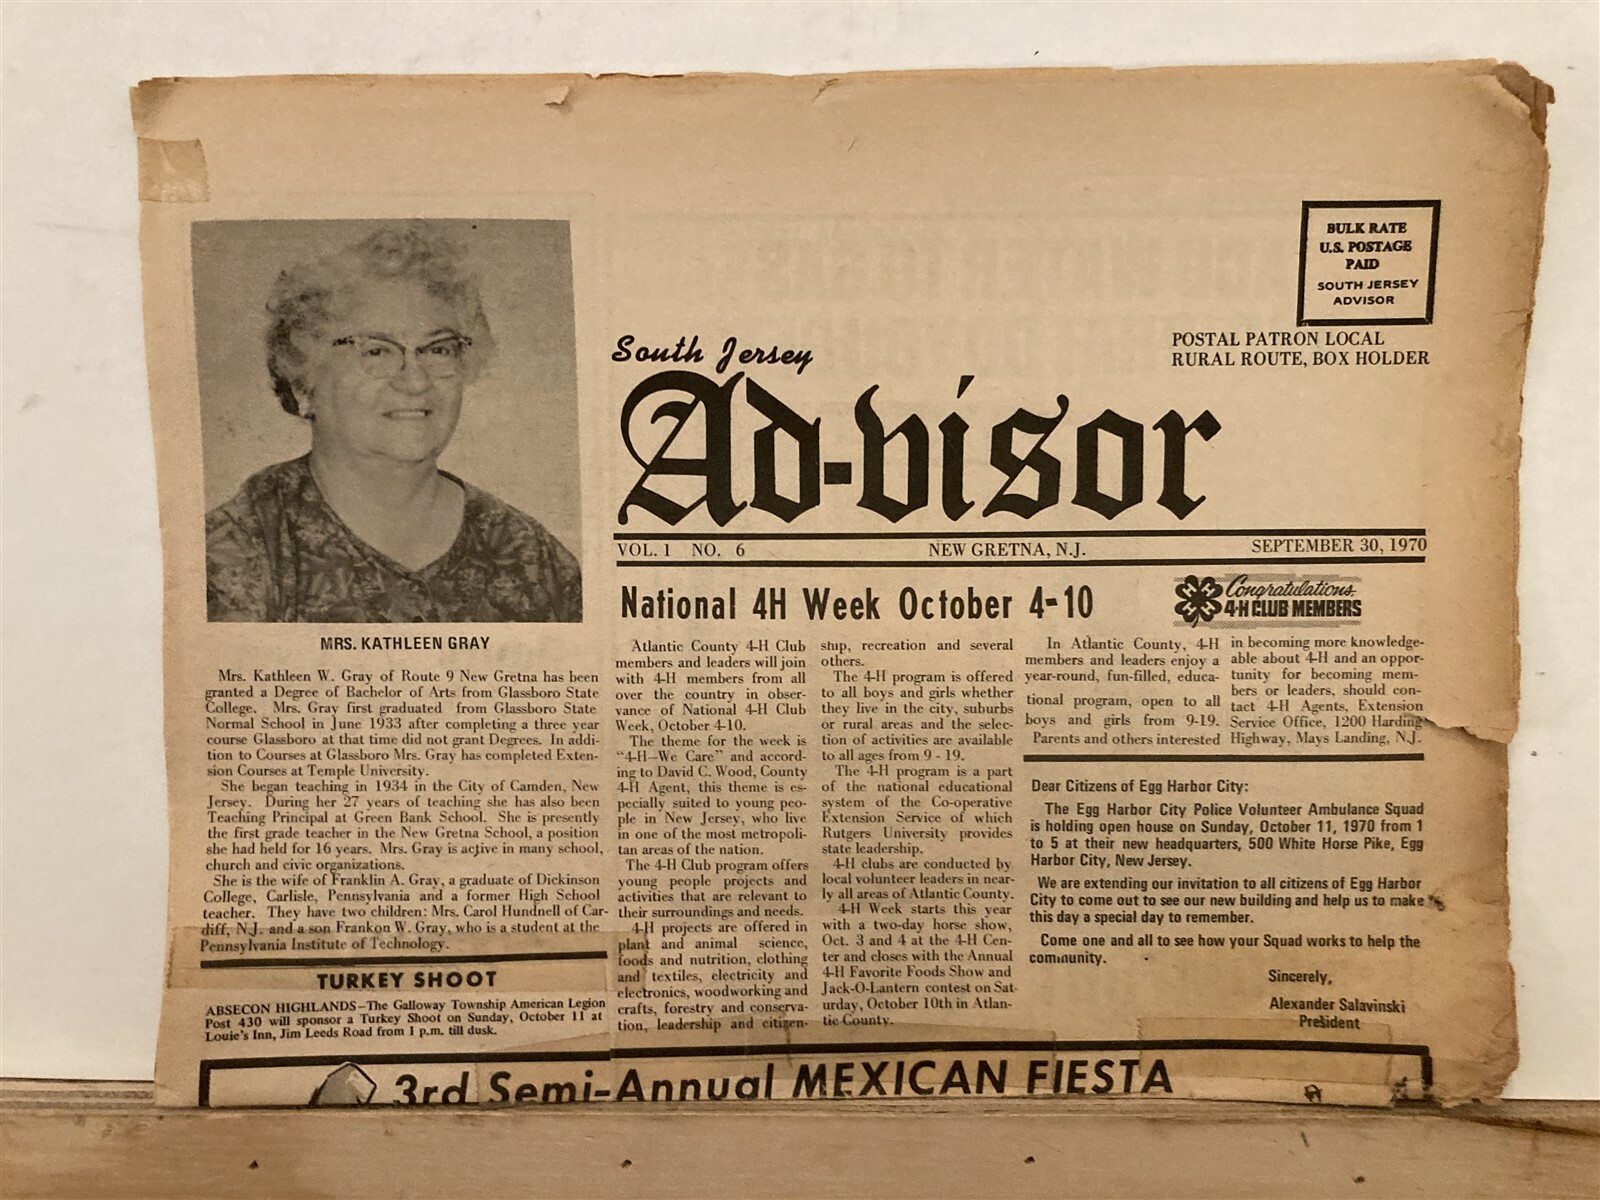 BULK RATE
U.S. POSTAGE
PAID
SOUTH JERSEY
ADVISOR
POSTAL PATRON LOCAL
RURAL ROUTE, BOX HOLDER
South Jersey
Ad-visor
VOL. 1 NO. 6 NEW GRETNA, N.J. SEPTEMBER 30, 1970
MRS. KATHLEEN GRAY
Mrs. Kathleen W. Gray of Route 9 New Gretna has been
granted a Degree of Bachelor of Arts from Glassboro State
College. Mrs. Gray first graduated from Glassboro State
Normal School in June 1933 after completing a three year
course Glassboro at that time did not grant Degrees. In addi-
tion to Courses at Glassboro Mrs. Gray has completed Exten-
sion Courses at Temple University.
She began teaching in 1934 in the City of Camden, New
Jersey. During her 27 years of teaching she has also been
Teaching Principal at Green Bank School. She is presently
the first grade teacher in the New Gretna School, a position
she had held for 16 years. Mrs. Gray is active in many school,
church and civic organizations.
She is the wife of Franklin A. Gray, a graduate of Dickinson
College, Carlisle, Pennsylvania and a former High School
teacher. They have two children: Mrs. Carol Hundnell of Car-
diff, N.J. and a son Frankon W. Gray, who is a student at the
Pennsylvania Institute of Technology.
TURKEY SHOOT
ABSECON HIGHLANDS—The Galloway Township American Legion
Post 430 will sponsor a Turkey Shoot on Sunday, October 11 at
Louie's Inn, Jim Leeds Road from 1 p.m. till dusk.
National 4H Week October 4-10
Congratulations
4-H CLUB MEMBERS
Atlantic County 4-H Club
members and leaders will join
with 4-H members from all
over the country in obser-
vance of National 4-H Club
Week, October 4-10.
The theme for the week is
"4-H—We Care" and accord-
ing to David C. Wood, County
4-H Agent, this theme is es-
pecially suited to young peo-
ple in New Jersey, who live
in one of the most metropoli-
tan areas of the nation.
The 4-H Club program offers
young people projects and
activities that are relevant to
their surroundings and needs.
4-H projects are offered in
plant and animal science,
foods and nutrition, clothing
and textiles, electricity and
electronics, woodworking and
crafts, forestry and conserva-
tion, leadership and citizen-
ship, recreation and several
others.
The 4-H program is offered
to all boys and girls whether
they live in the city, suburbs
or rural areas and the selec-
tion of activities are available
to all ages from 9 - 19.
The 4-H program is a part
of the national educational
system of the Co-operative
Extension Service of which
Rutgers University provides
state leadership.
4-H clubs are conducted by
local volunteer leaders in near-
ly all areas of Atlantic County.
4-H Week starts this year
with a two-day horse show,
Oct. 3 and 4 at the 4-H Cen-
ter and closes with the Annual
4-H Favorite Foods Show and
Jack-O-Lantern contest on Sat-
urday, October 10th in Atlan-
tic County.
In Atlantic County, 4-H
members and leaders enjoy a
year-round, fun-filled, educa-
tional program, open to all
boys and girls from 9-19.
Parents and others interested
in becoming more knowledge-
able about 4-H and an oppor-
tunity for becoming mem-
bers or leaders, should con-
tact 4-H Agents, Extension
Service Office, 1200 Harding
Highway, Mays Landing, N.J.
Dear Citizens of Egg Harbor City:
The Egg Harbor City Police Volunteer Ambulance Squad
is holding open house on Sunday, October 11, 1970 from 1
to 5 at their new headquarters, 500 White Horse Pike, Egg
Harbor City, New Jersey.
We are extending our invitation to all citizens of Egg Harbor
City to come out to see our new building and help us to make
this day a special day to remember.
Come one and all to see how your Squad works to help the
community.
Sincerely,
Alexander Salavinski
President
3rd Semi-Annual MEXICAN FIESTA